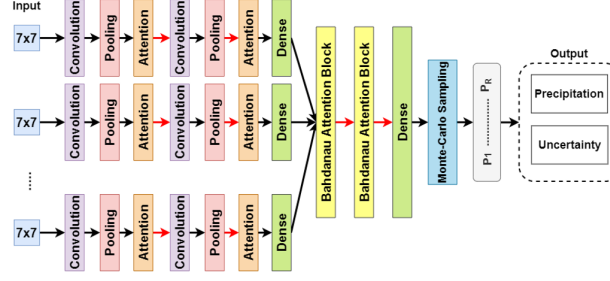 Input
Output
7x7
Convolution
Pooling
Attention
Convolution
Pooling
Attention
Dense
7x7
Convolution
Pooling
Attention
Convolution
Pooling
Attention
Dense
7x7
Convolution
Pooling
Attention
Convolution
Pooling
Attention
Dense
Bahdanau Attention Block
Bahdanau Attention Block
Dense
Monte-Carlo Sampling
P1 ............ PR
Precipitation
Uncertainty